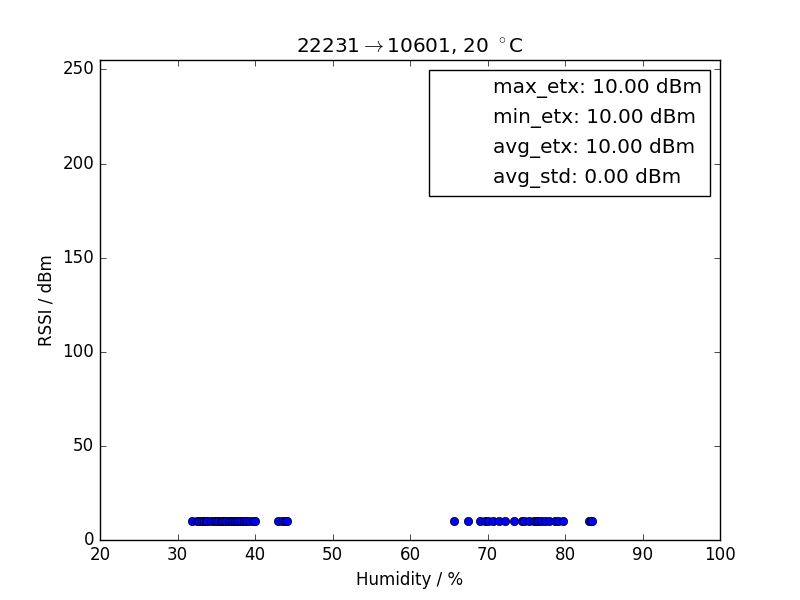 22231→10601, 20 °C
max_etx: 10.00 dBm
min_etx: 10.00 dBm
avg_etx: 10.00 dBm
avg_std: 0.00 dBm
RSSI / dBm
250
200
150
100
50
0
20 30 40 50 60 70 80 90 100
Humidity / %